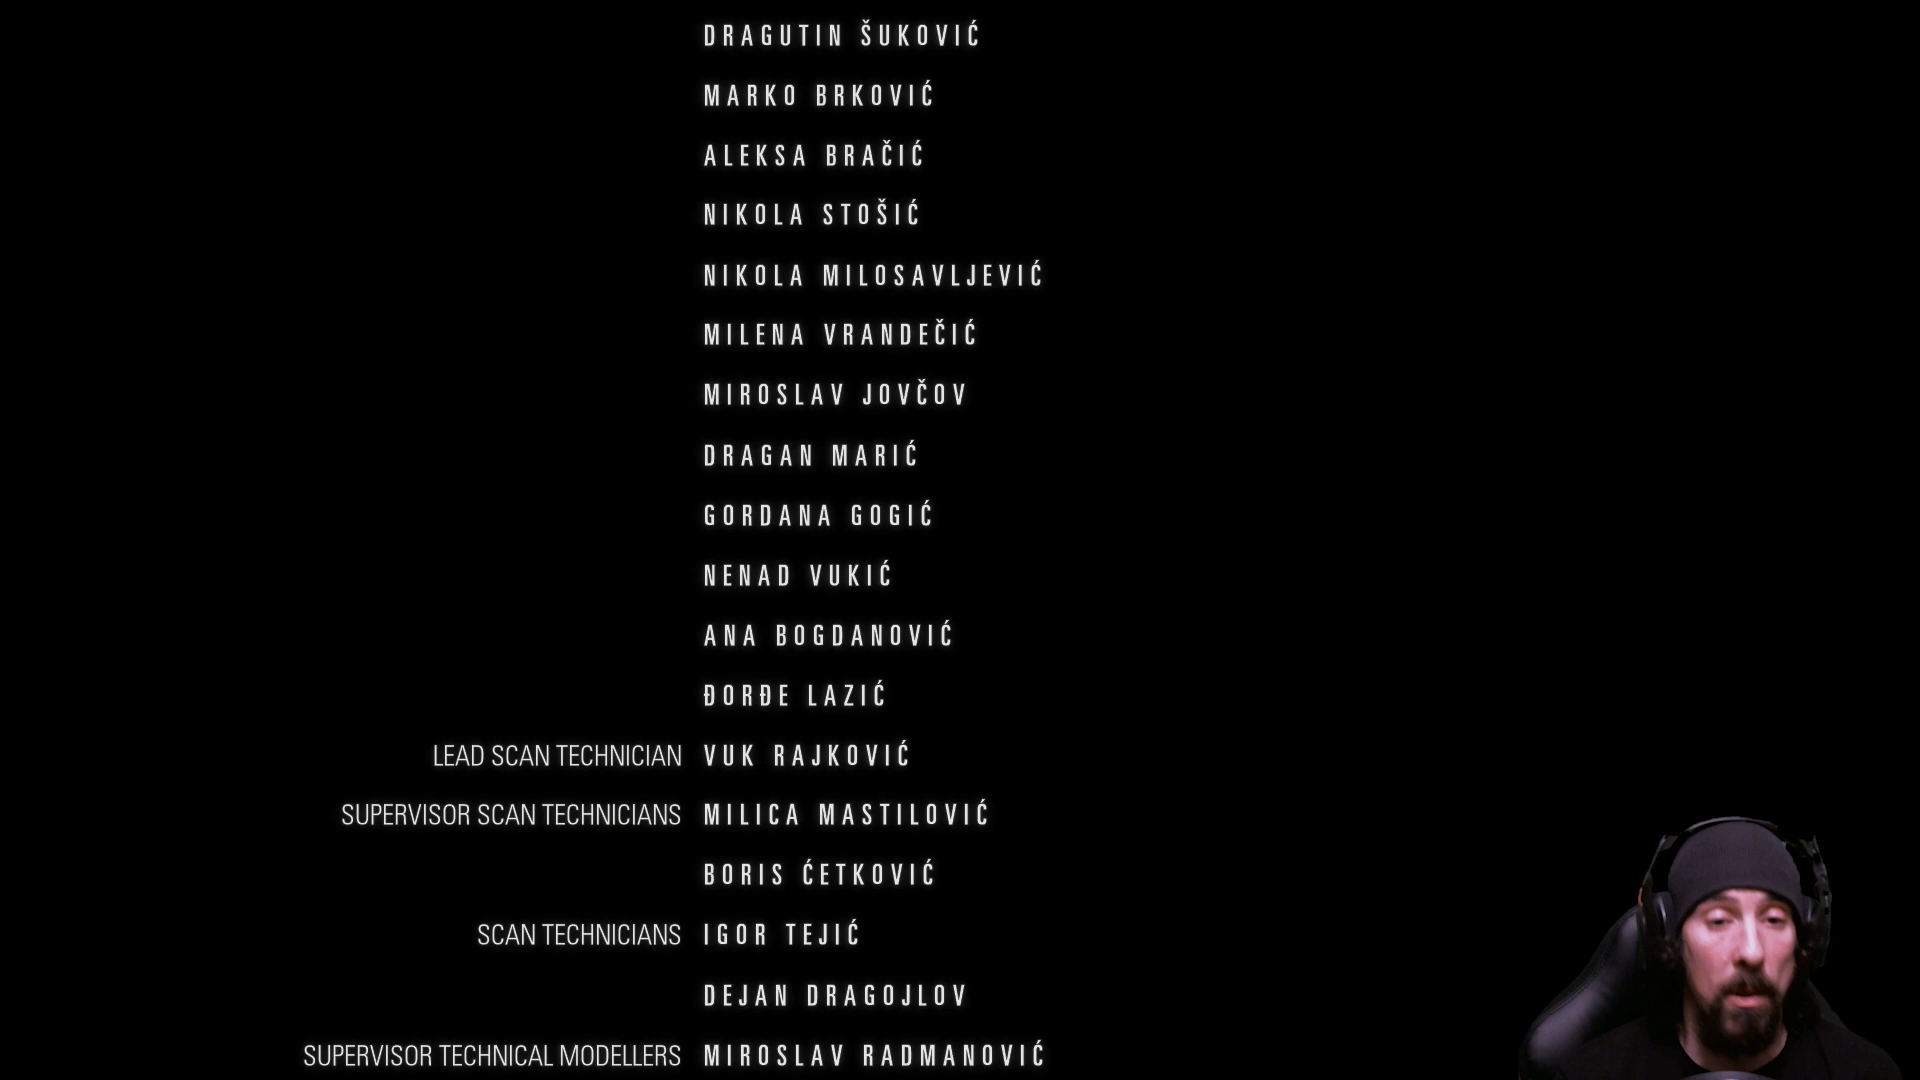 DRAGUTIN ŠUKOVIĆ
MARKO BRKOVIĆ
ALEKSA BRAČIĆ
NIKOLA STOŠIĆ
NIKOLA MILOSAVLJEVIĆ
MILENA VRANDEČIĆ
MIROSLAV JOVČOV
DRAGAN MARIĆ
GORDANA GOGIĆ
NENAD VUKIĆ
ANA BOGDANOVIĆ
ĐORĐE LAZIĆ
LEAD SCAN TECHNICIAN VUK RAJKOVIĆ
SUPERVISOR SCAN TECHNICIANS MILICA MASTILOVIĆ
BORIS ĆETKOVIĆ
SCAN TECHNICIANS IGOR TEJIĆ
DEJAN DRAGOJLOV
SUPERVISOR TECHNICAL MODELLERS MIROSLAV RADMANOVIĆ